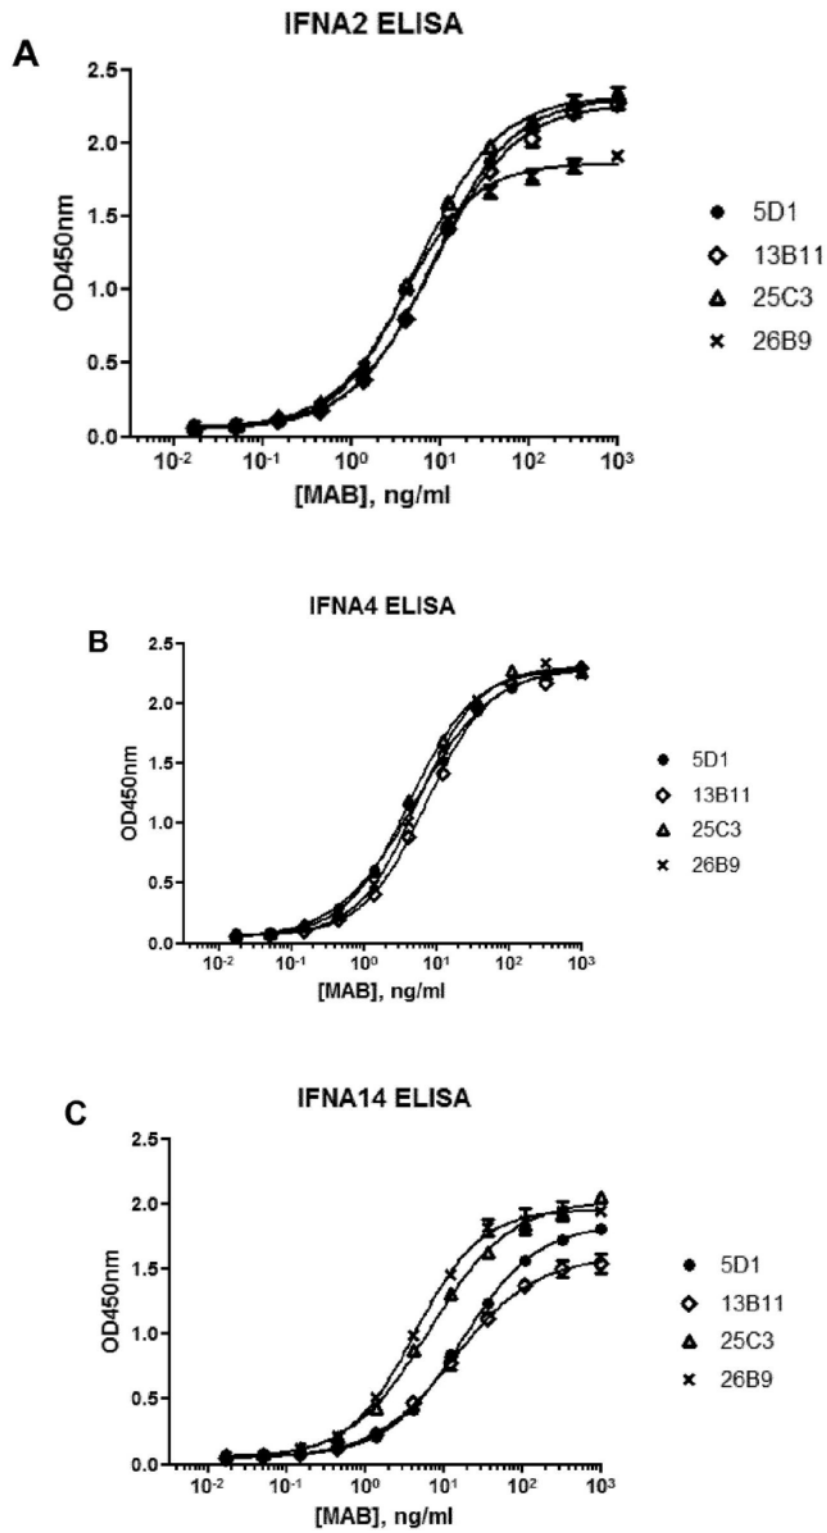 IFNA2 ELISA
A
2.5
2.0
1.5
1.0
0.5
0.0
OD450nm
10-2 10-1 100 101 102 103
[MAB], ng/ml
5D1
13B11
25C3
26B9
IFNA4 ELISA
B
2.5
2.0
1.5
1.0
0.5
0.0
OD450nm
10-2 10-1 100 101 102 103
[MAB], ng/ml
5D1
13B11
25C3
26B9
IFNA14 ELISA
C
2.5
2.0
1.5
1.0
0.5
0.0
OD450nm
10-2 10-1 100 101 102 103
[MAB], ng/ml
5D1
13B11
25C3
26B9